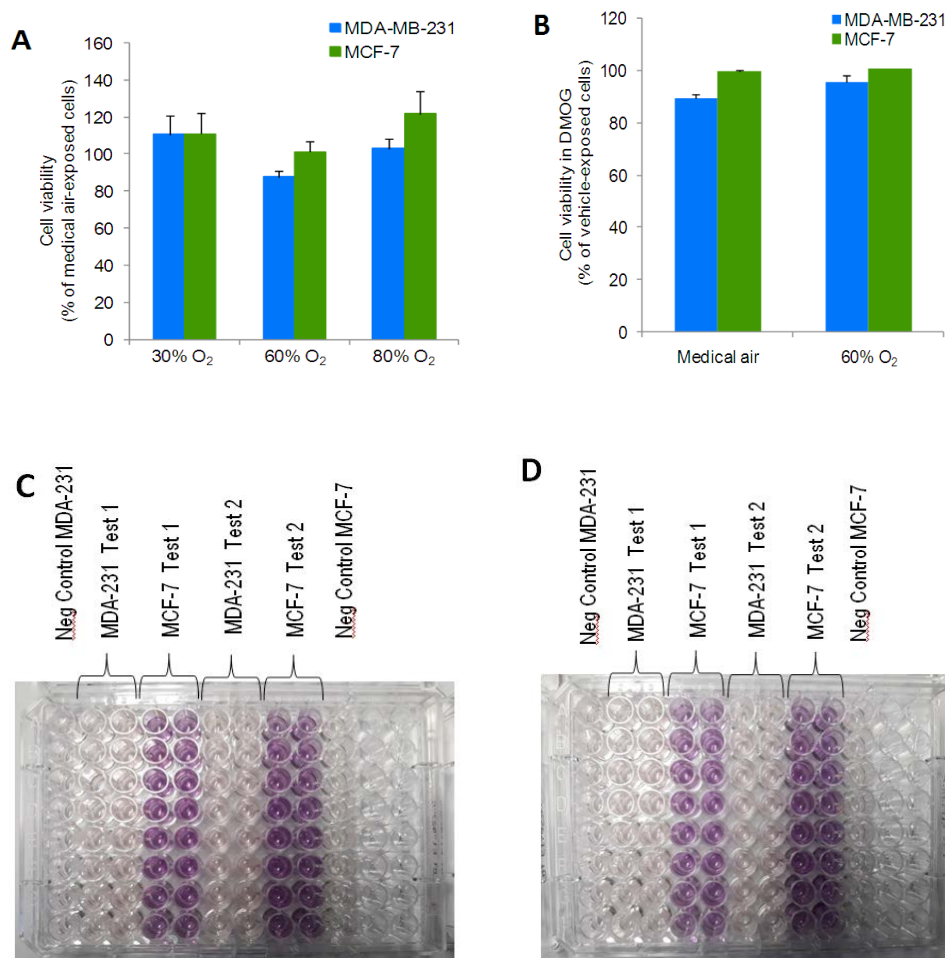 A
MDA-MB-231
MCF-7
Cell viability
(% of medical air-exposed cells)
160
140
120
100
80
60
40
20
0
30% O₂
60% O₂
80% O₂
B
MDA-MB-231
MCF-7
Cell viability in DMOG
(% of vehicle-exposed cells)
120
100
80
60
40
20
0
Medical air
60% O₂
C
Neg Control MDA-231
MDA-231 Test 1
MCF-7 Test 1
MDA-231 Test 2
MCF-7 Test 2
Neg Control MCF-7
D
Neg Control MDA-231
MDA-231 Test 1
MCF-7 Test 1
MDA-231 Test 2
MCF-7 Test 2
Neg Control MCF-7